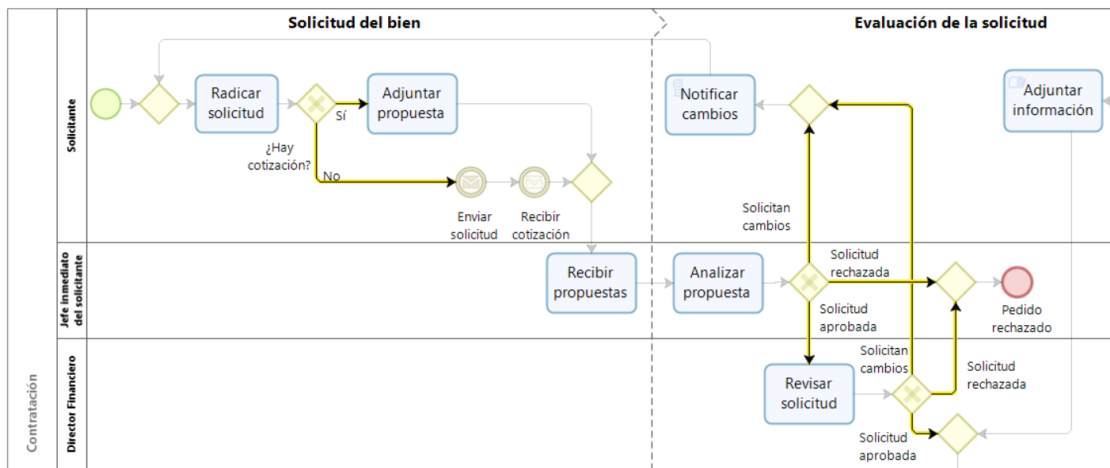 Solicitud del bien
Evaluación de la solicitud
Contratación
Solicitante
Radicar
solicitud
¿Hay
cotización?
Sí
No
Adjuntar
propuesta
Enviar
solicitud
Recibir
cotización
Notificar
cambios
Adjuntar
información
Solicitan
cambios
Jefe inmediato
del solicitante
Recibir
propuestas
Analizar
propuesta
Solicitud
rechazada
Solicitud
aprobada
Pedido
rechazado
Director Financiero
Revisar
solicitud
Solicitan
cambios
Solicitud
rechazada
Solicitud
aprobada